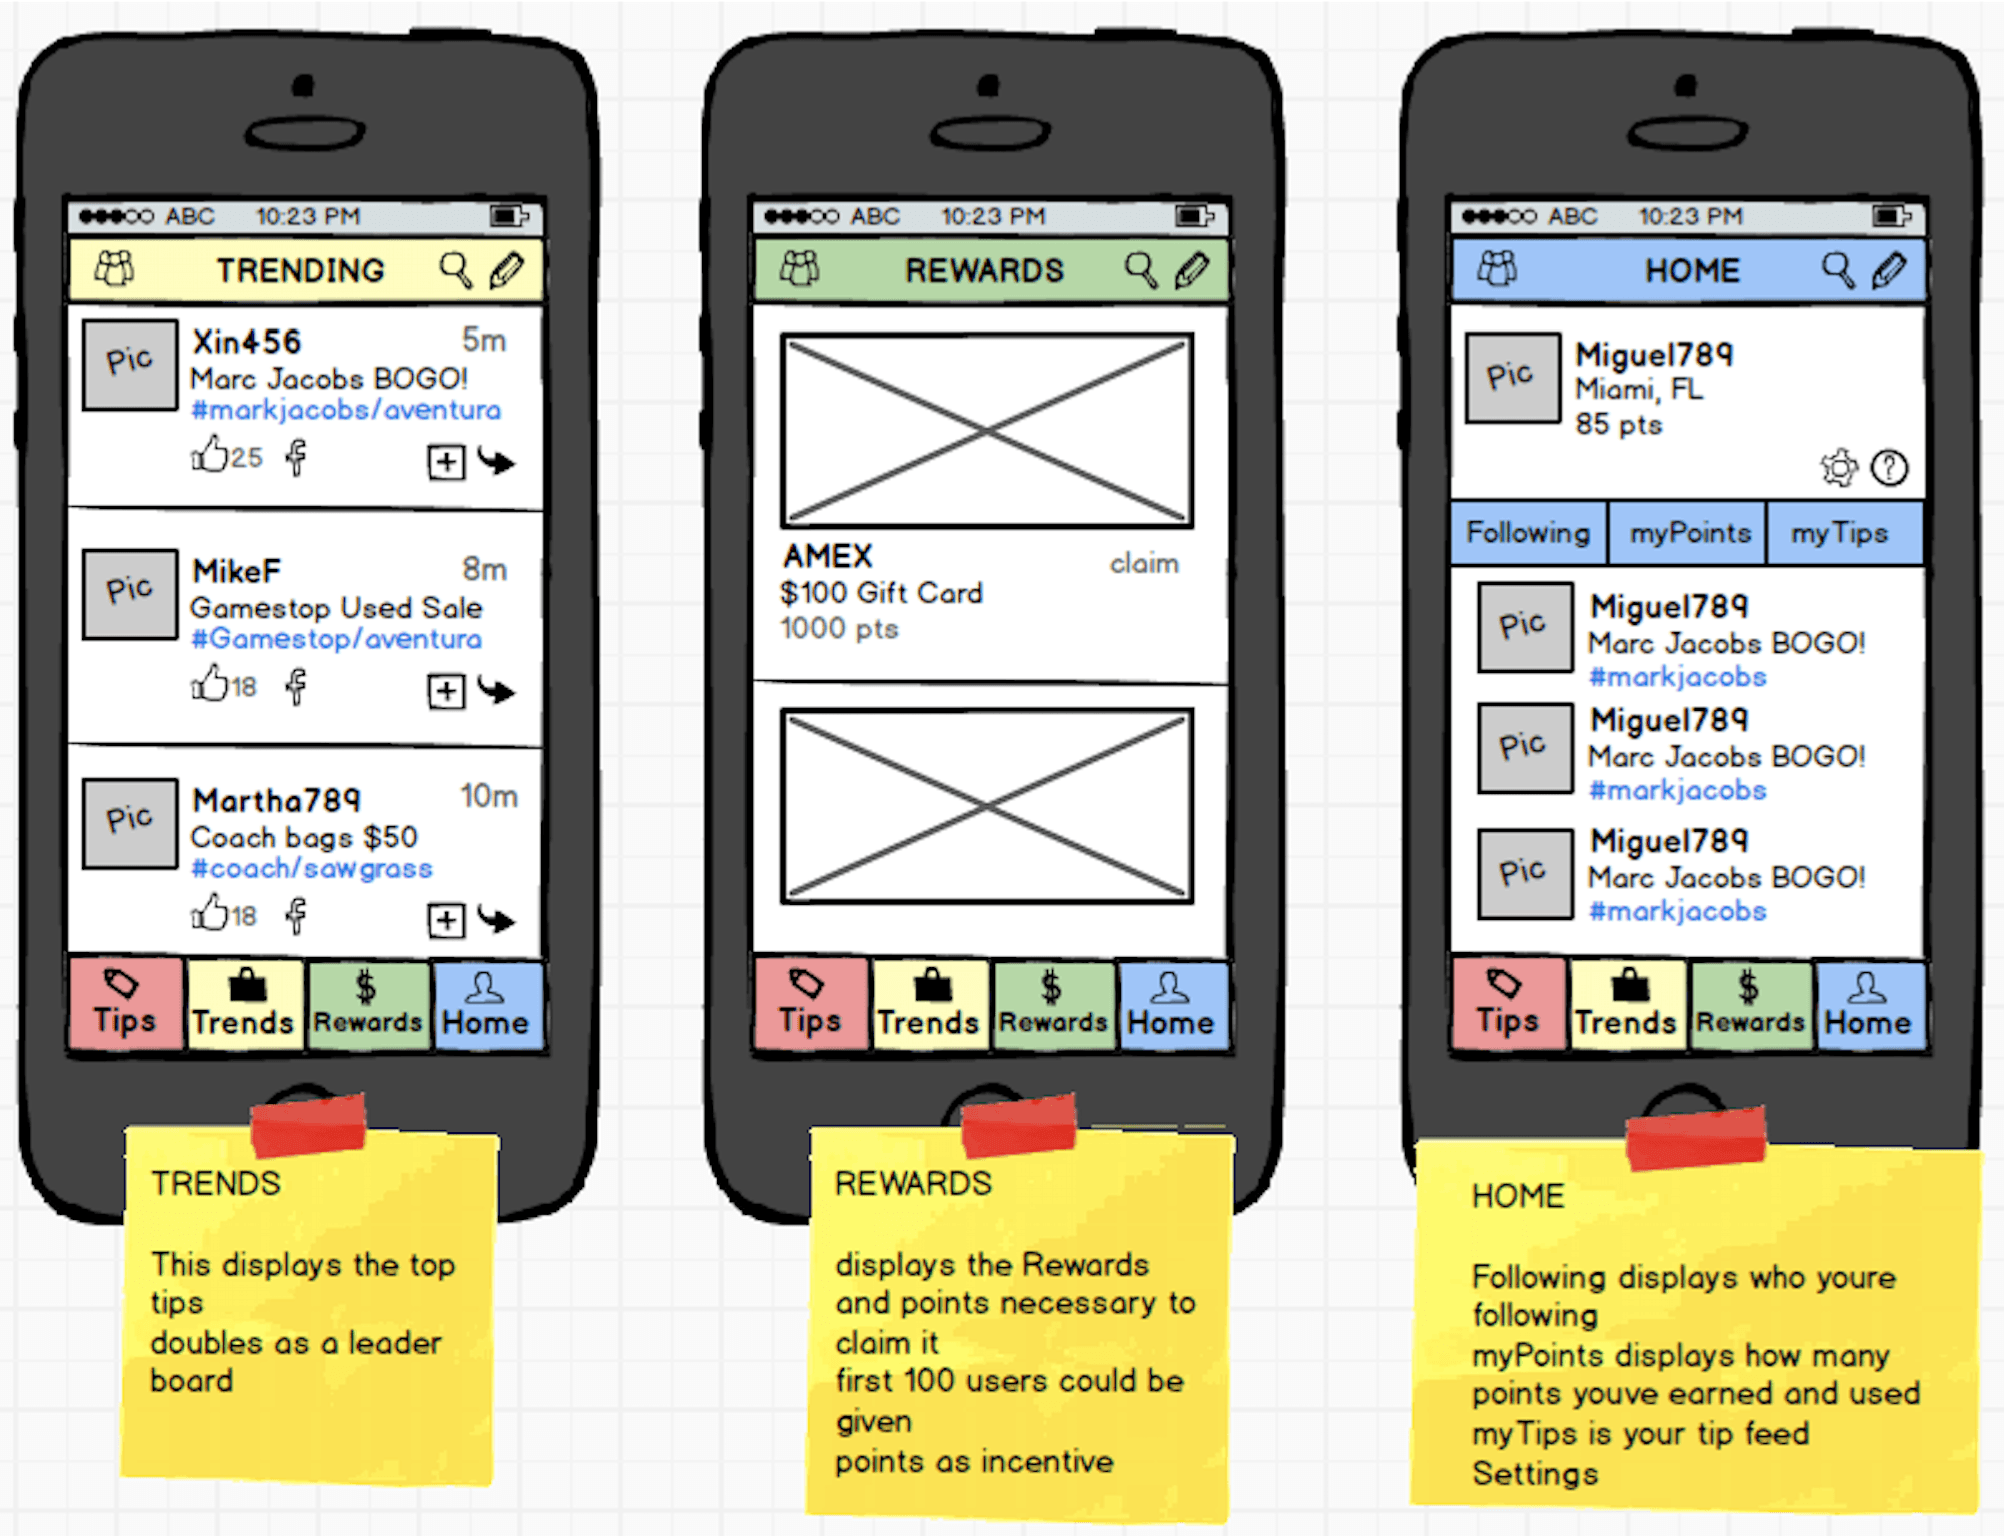 ABC 10:23 PM
TRENDING
Pic
Xin456 5m
Marc Jacobs BOGO!
#markjacobs/aventura
25
Pic
MikeF 8m
Gamestop Used Sale
#Gamestop/aventura
18
Pic
Martha789 10m
Coach bags $50
#coach/sawgrass
18
Tips Trends Rewards Home
TRENDS
This displays the top
tips
doubles as a leader
board
ABC 10:23 PM
REWARDS
AMEX claim
$100 Gift Card
1000 pts
$
Tips Trends Rewards Home
REWARDS
displays the Rewards
and points necessary to
claim it
first 100 users could be
given
points as incentive
ABC 10:23 PM
HOME
Pic
Miguel789
Miami, FL
85 pts
?
Following myPoints myTips
Pic
Miguel789
Marc Jacobs BOGO!
#markjacobs
Pic
Miguel789
Marc Jacobs BOGO!
#markjacobs
Pic
Miguel789
Marc Jacobs BOGO!
#markjacobs
Tips Trends Rewards Home
HOME
Following displays who youre
following
myPoints displays how many
points youve earned and used
myTips is your tip feed
Settings